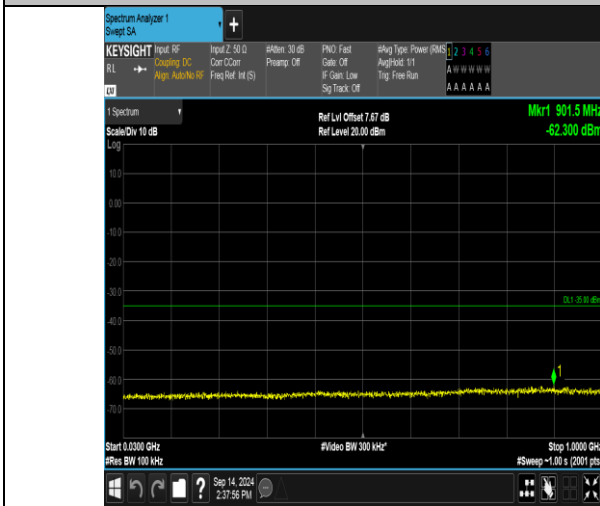 Spectrum Analyzer 1
Swept SA
+
KEYSIGHT Input: RF Input Z: 50 Ω #Atten: 30 dB PNO: Fast #Avg Type: Power (RMS 1 2 3 4 5 6
RL Coupling: DC Corr CCorr Preamp: Off Gate: Off Avg|Hold: 1/1 A W W W W W
Align: Auto/No RF Freq Ref: Int (S) IF Gain: Low Trig: Free Run
Sig Track: Off A A A A A A
1 Spectrum Ref Lvl Offset 7.67 dB Mkr1 901.5 MHz
Scale/Div 10 dB Ref Level 20.00 dBm -62.300 dBm
Log
10.0
0.00
-10.0
-20.0
-30.0
DL1 -35.00 dBm
-40.0
-50.0
1
-60.0
-70.0
Start 0.0300 GHz #Video BW 300 kHz* Stop 1.0000 GHz
#Res BW 100 kHz #Sweep ~1.00 s (2001 pts
? Sep 14, 2024
2:37:56 PM